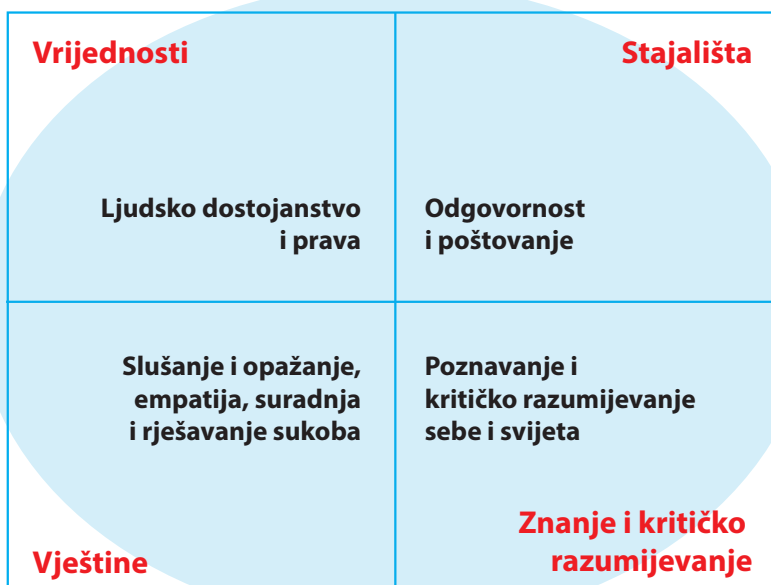 Vrijednosti
Stajališta
Ljudsko dostojanstvo
i prava
Odgovornost
i poštovanje
Slušanje i opažanje,
empatija, suradnja
i rješavanje sukoba
Poznavanje i
kritičko razumijevanje
sebe i svijeta
Vještine
Znanje i kritičko
razumijevanje